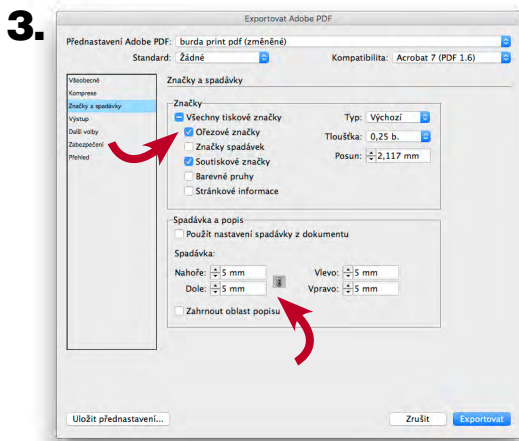 3.
Exportovat Adobe PDF
Přednastavení Adobe PDF: burda print pdf (změněné)
Standard: Žádné Kompatibilita: Acrobat 7 (PDF 1.6)
Všeobecné
Komprese
Značky a spadávky
Výstup
Další volby
Zabezpečení
Přehled
Značky a spadávky
Značky
Všechny tiskové značky
Ořezové značky
Značky spadávek
Soutiskové značky
Barevné pruhy
Stránkové informace
Typ: Výchozí
Tloušťka: 0,25 b.
Posun: 2,117 mm
Spadávka a popis
Použít nastavení spadávky z dokumentu
Spadávka:
Nahoře: 5 mm Vlevo: 5 mm
Dole: 5 mm Vpravo: 5 mm
Zahrnout oblast popisu
Uložit přednastavení... Zrušit Exportovat